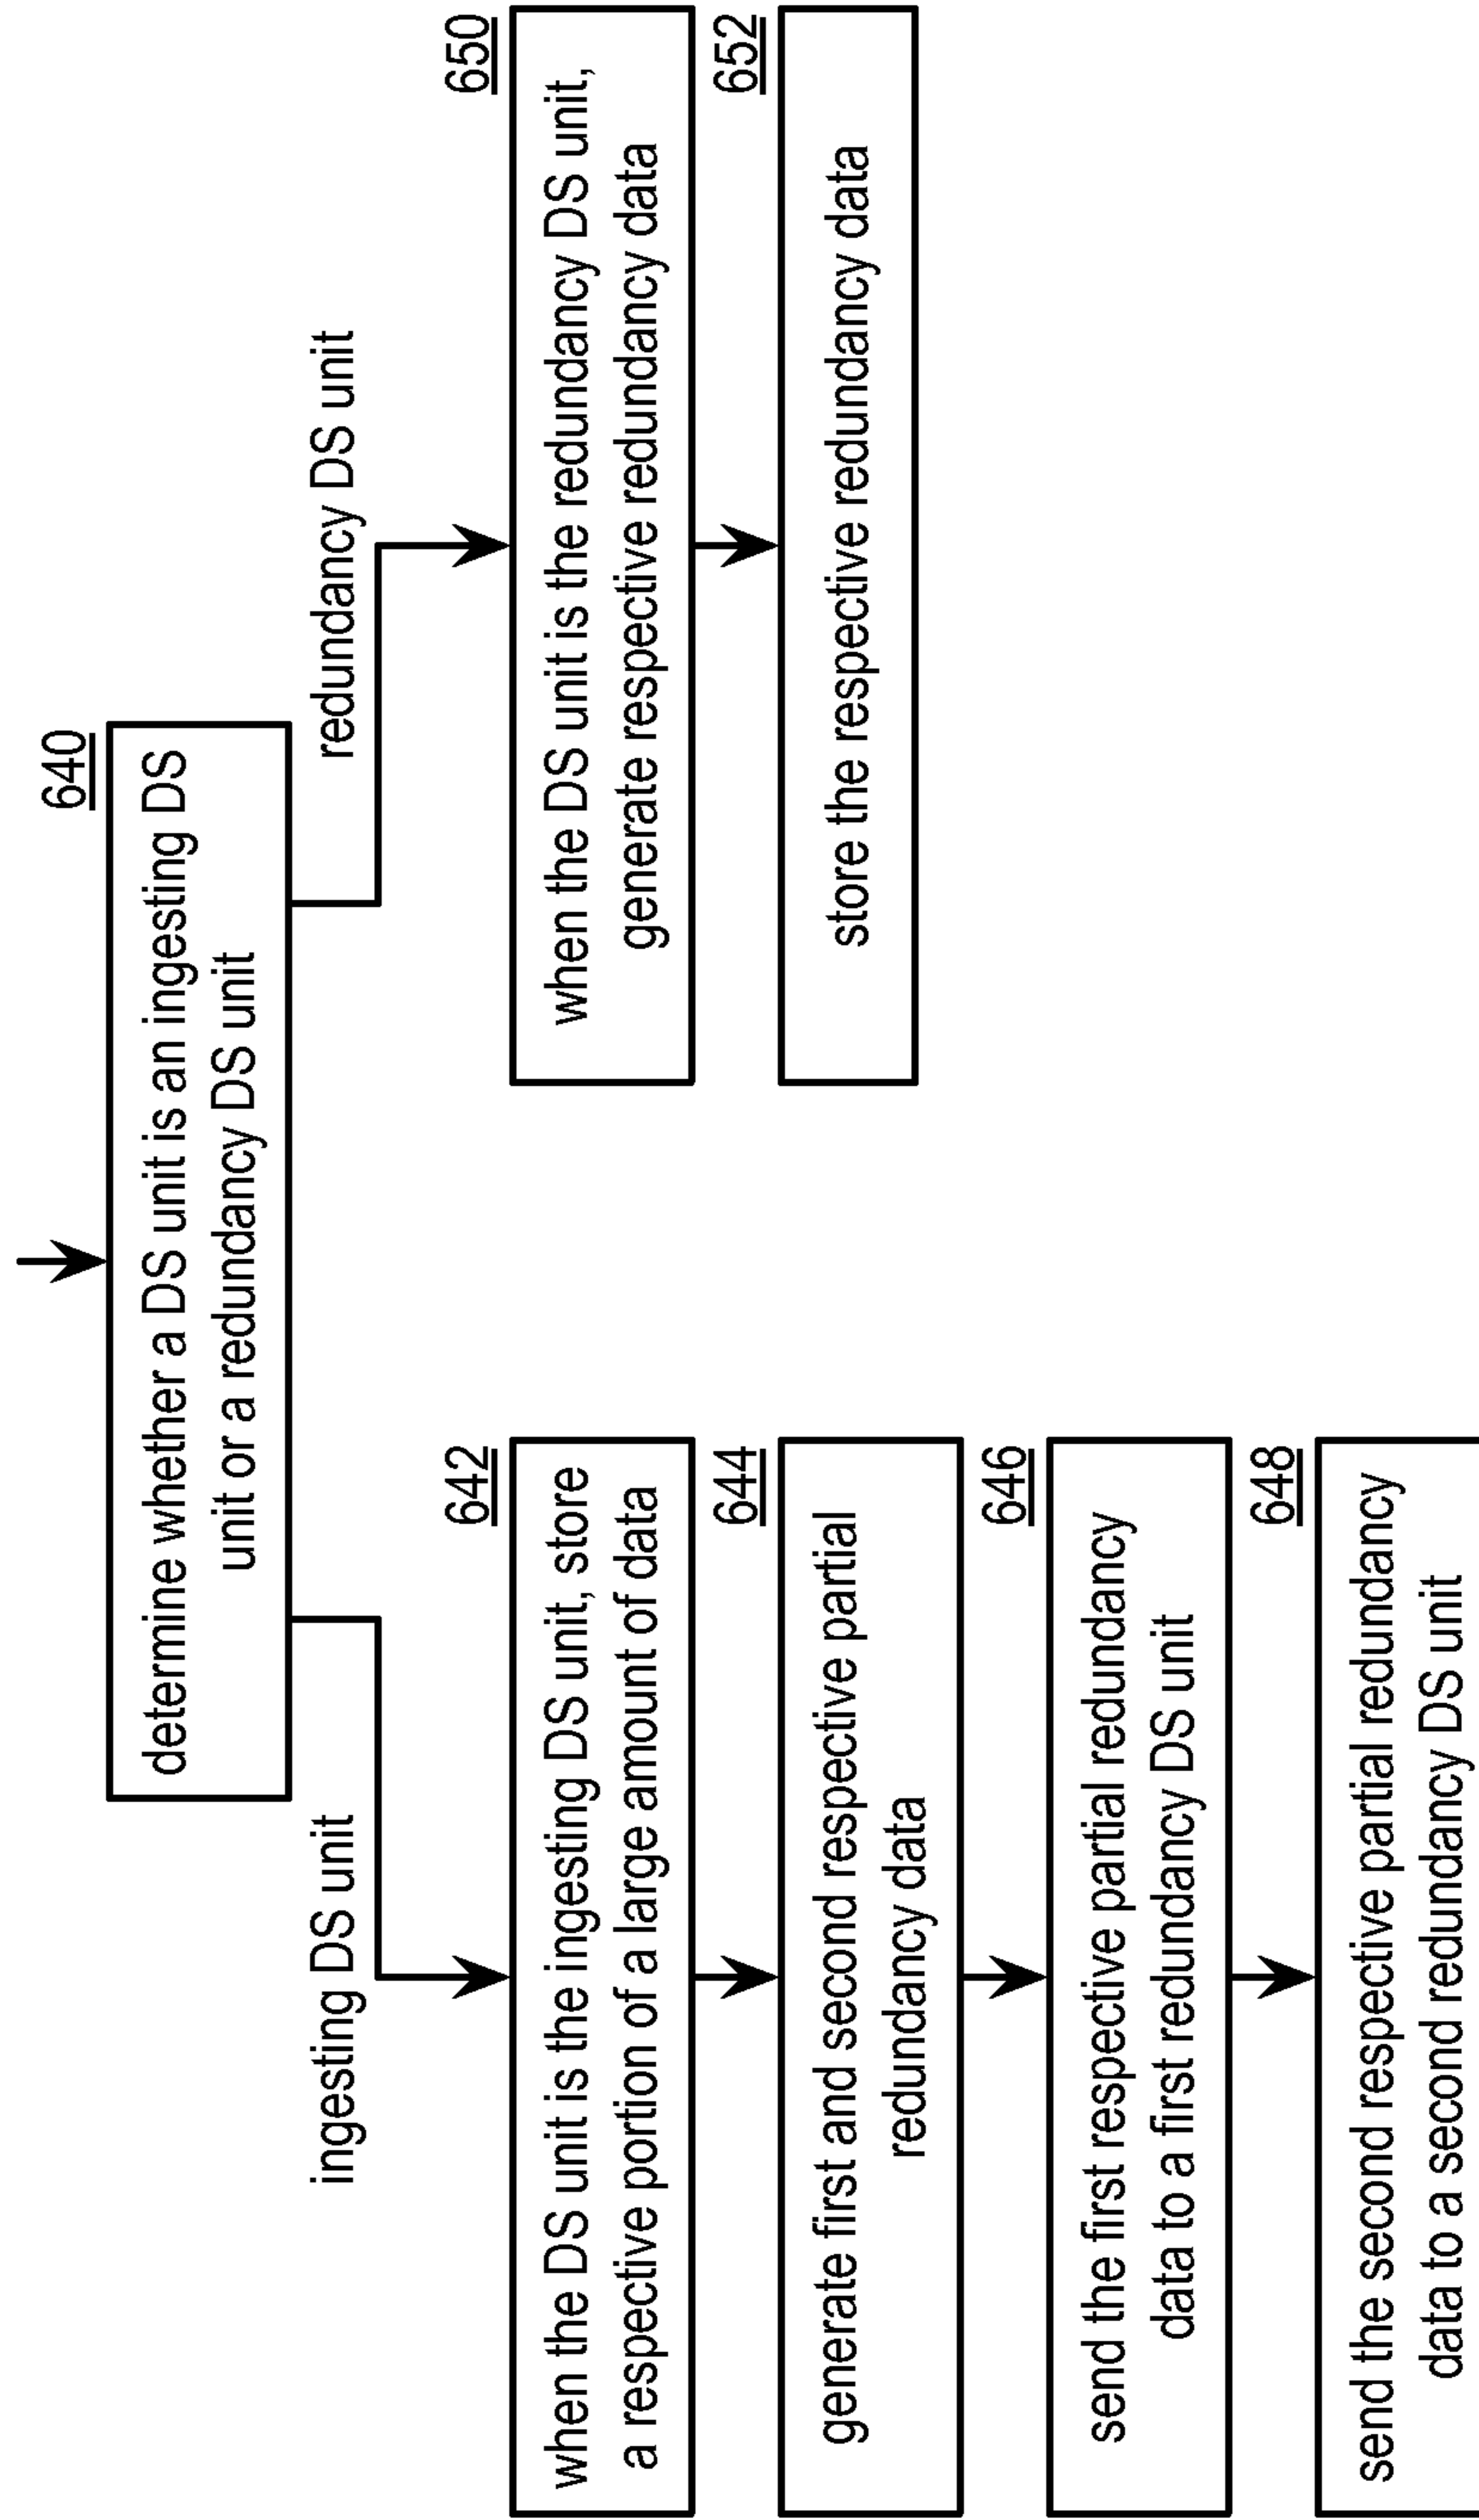 640
determine whether a DS unit is an ingesting DS
unit or a redundancy DS unit
ingesting DS unit
redundancy DS unit
642
when the DS unit is the ingesting DS unit, store
a respective portion of a large amount of data
644
generate first and second respective partial
redundancy data
646
send the first respective partial redundancy
data to a first redundancy DS unit
648
send the second respective partial redundancy
data to a second redundancy DS unit
650
when the DS unit is the redundancy DS unit,
generate respective redundancy data
652
store the respective redundancy data